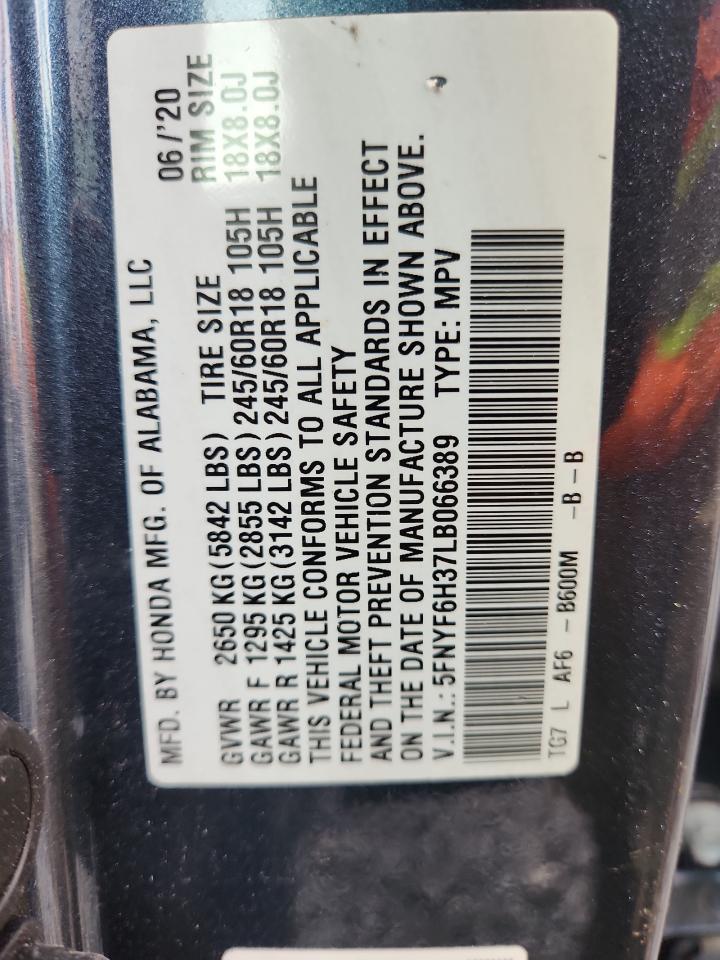 MFD. BY HONDA MFG. OF ALABAMA, LLC 06/'20
GVWR 2650 KG(5842 LBS) TIRE SIZE RIM SIZE
GAWR F 1295 KG(2855 LBS)245/60R18 105H 18X8.0J
GAWR R 1425 KG(3142 LBS)245/60R18 105H 18X8.0J
THIS VEHICLE CONFORMS TO ALL APPLICABLE
FEDERAL MOTOR VEHICLE SAFETY
AND THEFT PREVENTION STANDARDS IN EFFECT
ON THE DATE OF MANUFACTURE SHOWN ABOVE.
V.I.N.: 5FNYF6H37LB066389 TYPE: MPV
TG7 L AF6 -B600M -B-B